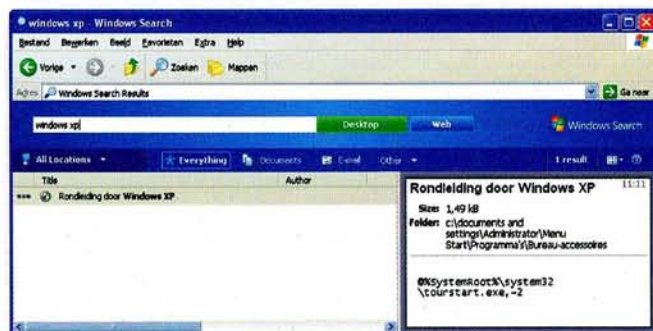 windows xp - Windows Search
Bestand Bewerken Beeld Favorieten Extra Help
Vorige Zoeken Mappen
Adres Windows Search Results Ga naar
windows xp Desktop Web Windows Search
All Locations Everything Documents E-mail Other 1 result
Title Author
Rondleiding door Windows XP
Rondleiding door Windows XP 11:11
Size: 1,49 kB
Folder: c:\documents and
settings\Administrator\Menu
Start\Programma's\Bureau-accessoires
@%SystemRoot%\system32
\tourstart.exe,-2